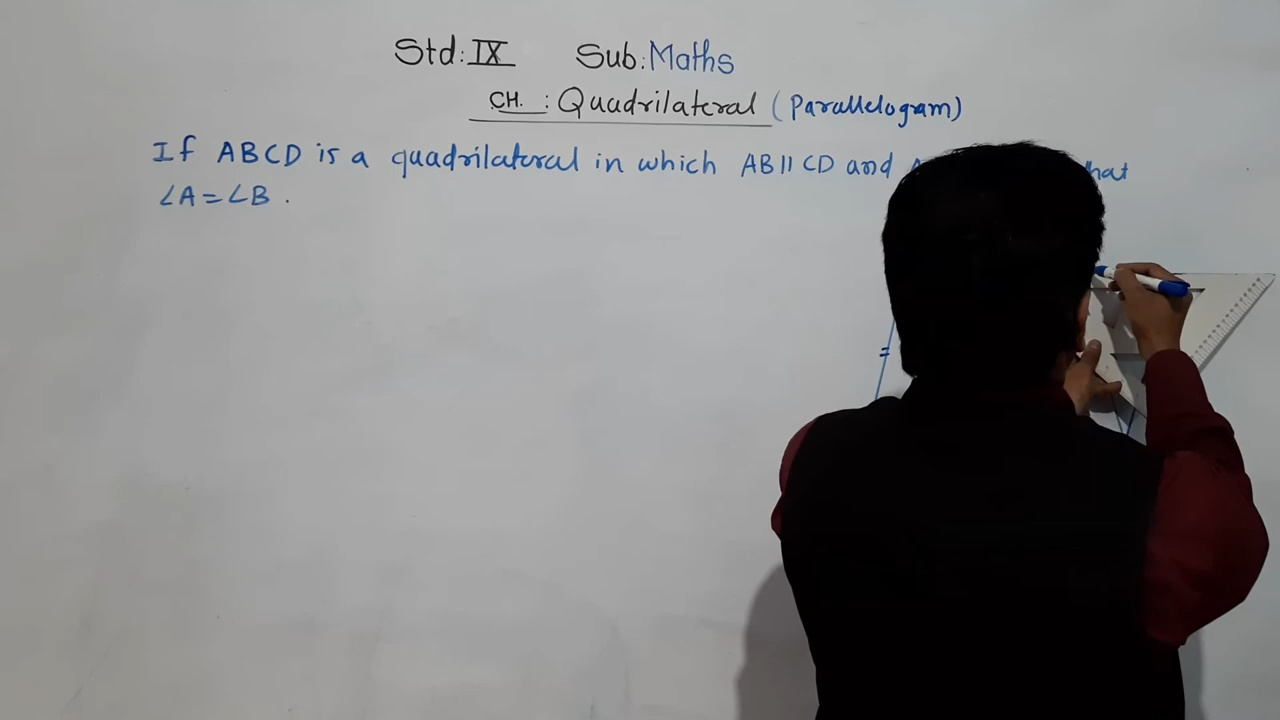 Std: IX Sub: Maths
CH. : Quadrilateral (Parallelogram)
If ABCD is a quadrilateral in which AB || CD and
∠A = ∠B .
=